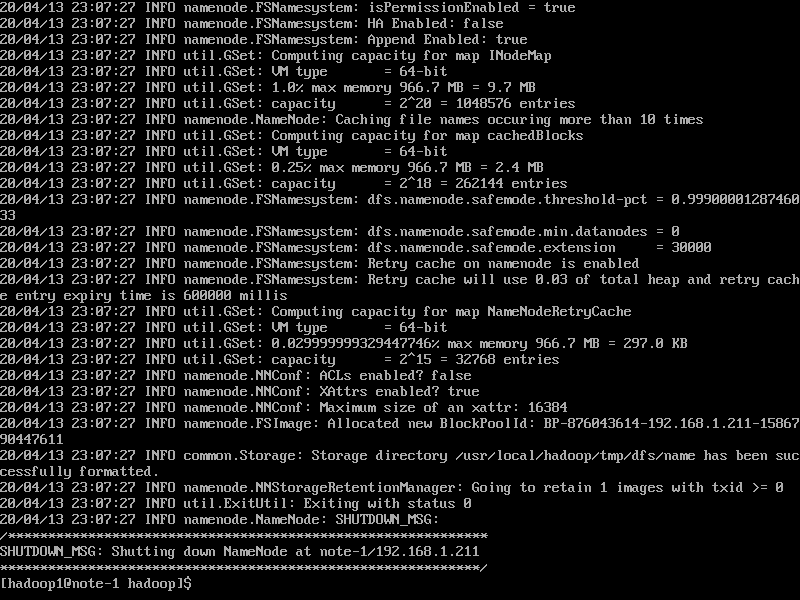 20/04/13 23:07:27 INFO namenode.FSNamesystem: isPermissionEnabled = true
20/04/13 23:07:27 INFO namenode.FSNamesystem: HA Enabled: false
20/04/13 23:07:27 INFO namenode.FSNamesystem: Append Enabled: true
20/04/13 23:07:27 INFO util.GSet: Computing capacity for map INodeMap
20/04/13 23:07:27 INFO util.GSet: VM type       = 64-bit
20/04/13 23:07:27 INFO util.GSet: 1.0% max memory 966.7 MB = 9.7 MB
20/04/13 23:07:27 INFO util.GSet: capacity      = 2^20 = 1048576 entries
20/04/13 23:07:27 INFO namenode.NameNode: Caching file names occuring more than 10 times
20/04/13 23:07:27 INFO util.GSet: Computing capacity for map cachedBlocks
20/04/13 23:07:27 INFO util.GSet: VM type       = 64-bit
20/04/13 23:07:27 INFO util.GSet: 0.25% max memory 966.7 MB = 2.4 MB
20/04/13 23:07:27 INFO util.GSet: capacity      = 2^18 = 262144 entries
20/04/13 23:07:27 INFO namenode.FSNamesystem: dfs.namenode.safemode.threshold-pct = 0.99900001287460
33
20/04/13 23:07:27 INFO namenode.FSNamesystem: dfs.namenode.safemode.min.datanodes = 0
20/04/13 23:07:27 INFO namenode.FSNamesystem: dfs.namenode.safemode.extension     = 30000
20/04/13 23:07:27 INFO namenode.FSNamesystem: Retry cache on namenode is enabled
20/04/13 23:07:27 INFO namenode.FSNamesystem: Retry cache will use 0.03 of total heap and retry cach
e entry expiry time is 600000 millis
20/04/13 23:07:27 INFO util.GSet: Computing capacity for map NameNodeRetryCache
20/04/13 23:07:27 INFO util.GSet: VM type       = 64-bit
20/04/13 23:07:27 INFO util.GSet: 0.029999999329447746% max memory 966.7 MB = 297.0 KB
20/04/13 23:07:27 INFO util.GSet: capacity      = 2^15 = 32768 entries
20/04/13 23:07:27 INFO namenode.NNConf: ACLs enabled? false
20/04/13 23:07:27 INFO namenode.NNConf: XAttrs enabled? true
20/04/13 23:07:27 INFO namenode.NNConf: Maximum size of an xattr: 16384
20/04/13 23:07:27 INFO namenode.FSImage: Allocated new BlockPoolId: BP-876043614-192.168.1.211-15867
90447611
20/04/13 23:07:27 INFO common.Storage: Storage directory /usr/local/hadoop/tmp/dfs/name has been suc
cessfully formatted.
20/04/13 23:07:27 INFO namenode.NNStorageRetentionManager: Going to retain 1 images with txid >= 0
20/04/13 23:07:27 INFO util.ExitUtil: Exiting with status 0
20/04/13 23:07:27 INFO namenode.NameNode: SHUTDOWN_MSG:
/************************************************************
SHUTDOWN_MSG: Shutting down NameNode at note-1/192.168.1.211
************************************************************/
[hadoop1@note-1 hadoop]$